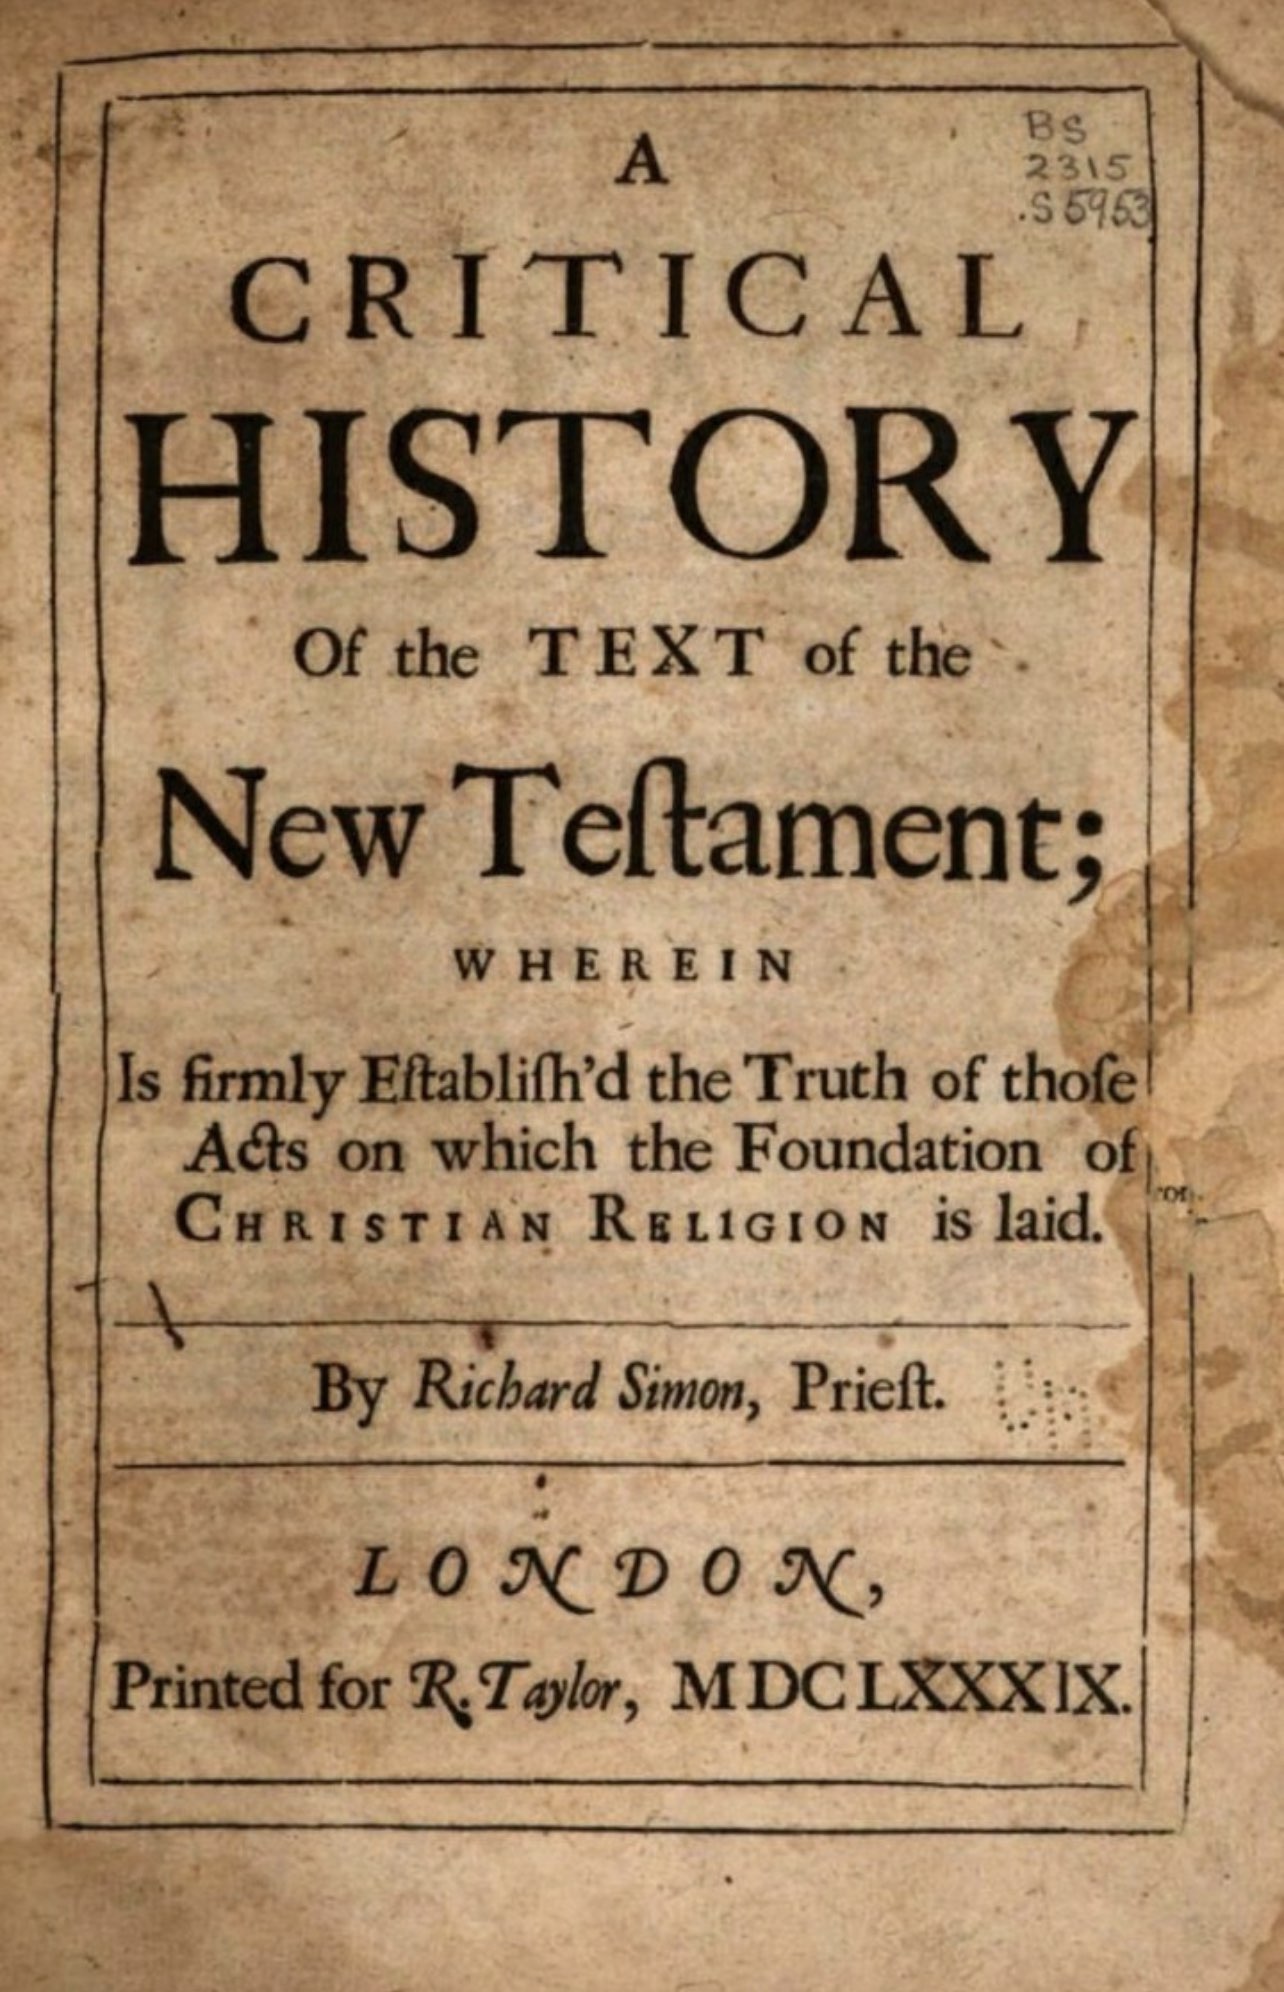 A
BS
2315
.S5953
CRITICAL
HISTORY
Of the TEXT of the
New Teſtament;
WHEREIN
Is firmly Eſtabliſh'd the Truth of thoſe
Acts on which the Foundation of
CHRISTIAN RELIGION is laid.
By Richard Simon, Prieſt.
LONDON,
Printed for R. Taylor, MDCLXXXIX.